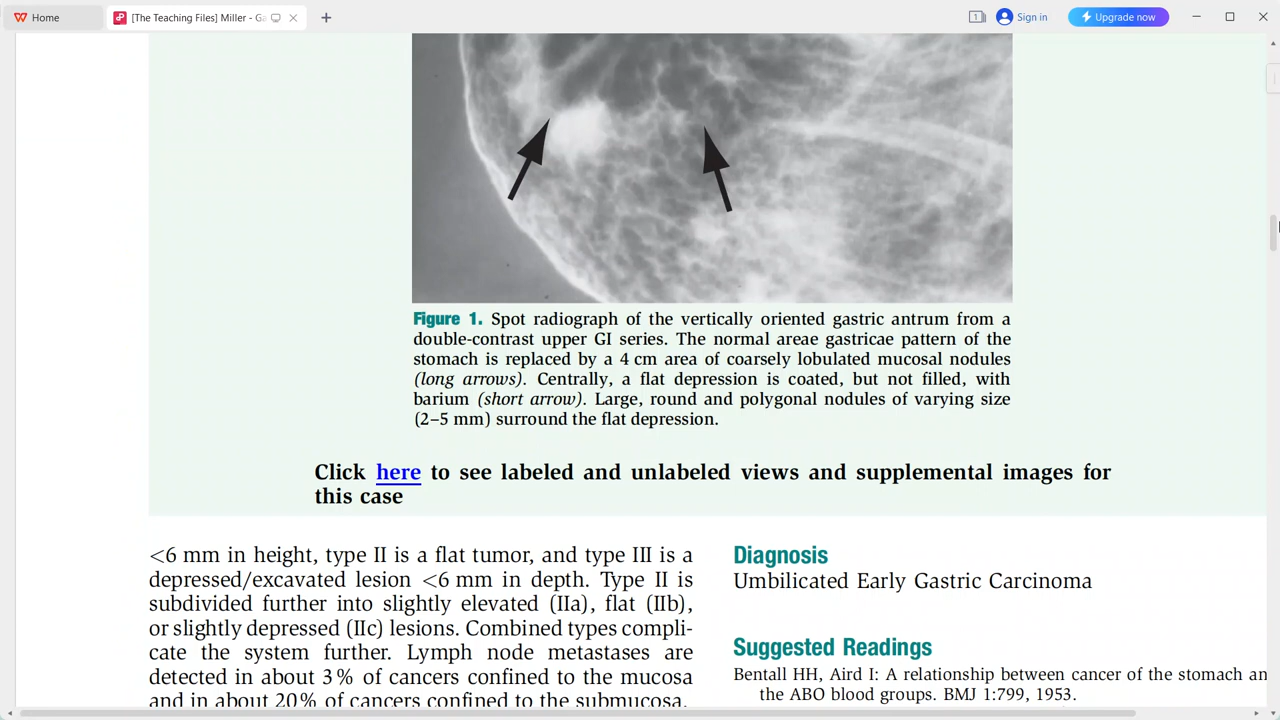 Home
[The Teaching Files] Miller - Ga
1
Sign in
Upgrade now
Figure 1. Spot radiograph of the vertically oriented gastric antrum from a
double-contrast upper GI series. The normal areae gastricae pattern of the
stomach is replaced by a 4 cm area of coarsely lobulated mucosal nodules
(long arrows). Centrally, a flat depression is coated, but not filled, with
barium (short arrow). Large, round and polygonal nodules of varying size
(2–5 mm) surround the flat depression.
Click here to see labeled and unlabeled views and supplemental images for
this case
<6 mm in height, type II is a flat tumor, and type III is a
depressed/excavated lesion <6 mm in depth. Type II is
subdivided further into slightly elevated (IIa), flat (IIb),
or slightly depressed (IIc) lesions. Combined types compli-
cate the system further. Lymph node metastases are
detected in about 3% of cancers confined to the mucosa
and in about 20% of cancers confined to the submucosa.
Diagnosis
Umbilicated Early Gastric Carcinoma
Suggested Readings
Bentall HH, Aird I: A relationship between cancer of the stomach an
the ABO blood groups. BMJ 1:799, 1953.